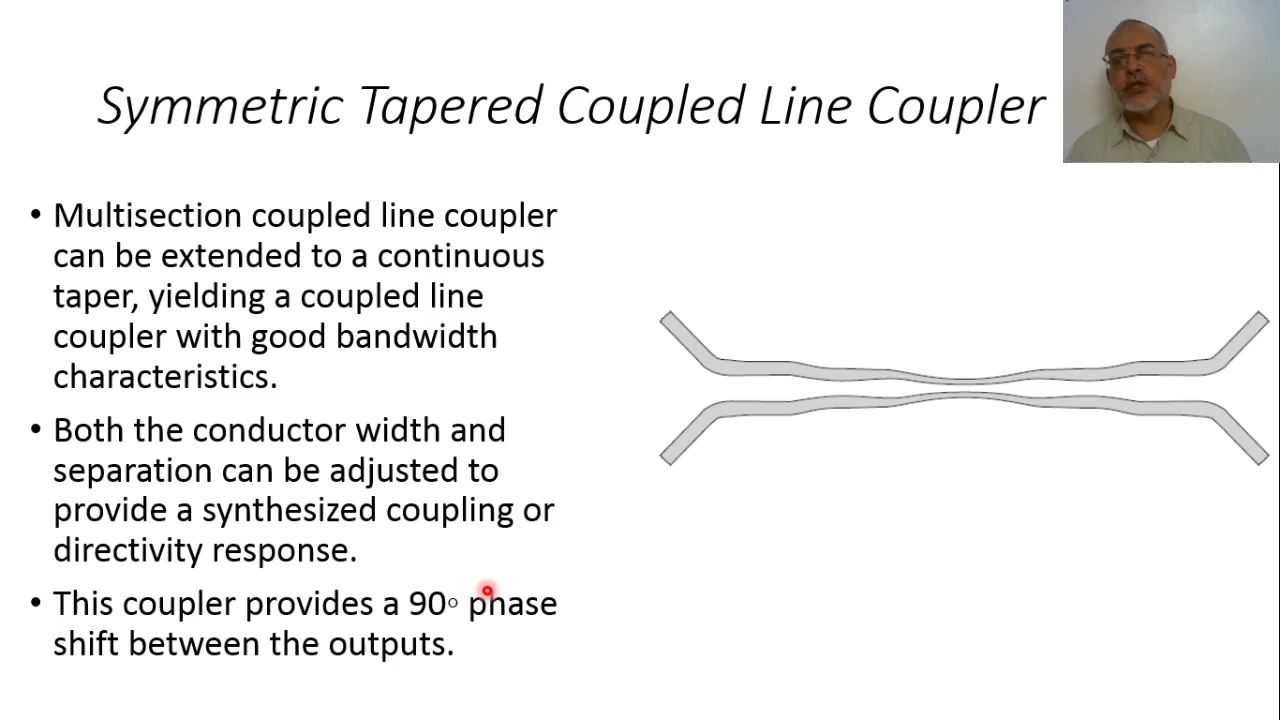 Symmetric Tapered Coupled Line Coupler
• Multisection coupled line coupler
can be extended to a continuous
taper, yielding a coupled line
coupler with good bandwidth
characteristics.
• Both the conductor width and
separation can be adjusted to
provide a synthesized coupling or
directivity response.
• This coupler provides a 90○ phase
shift between the outputs.